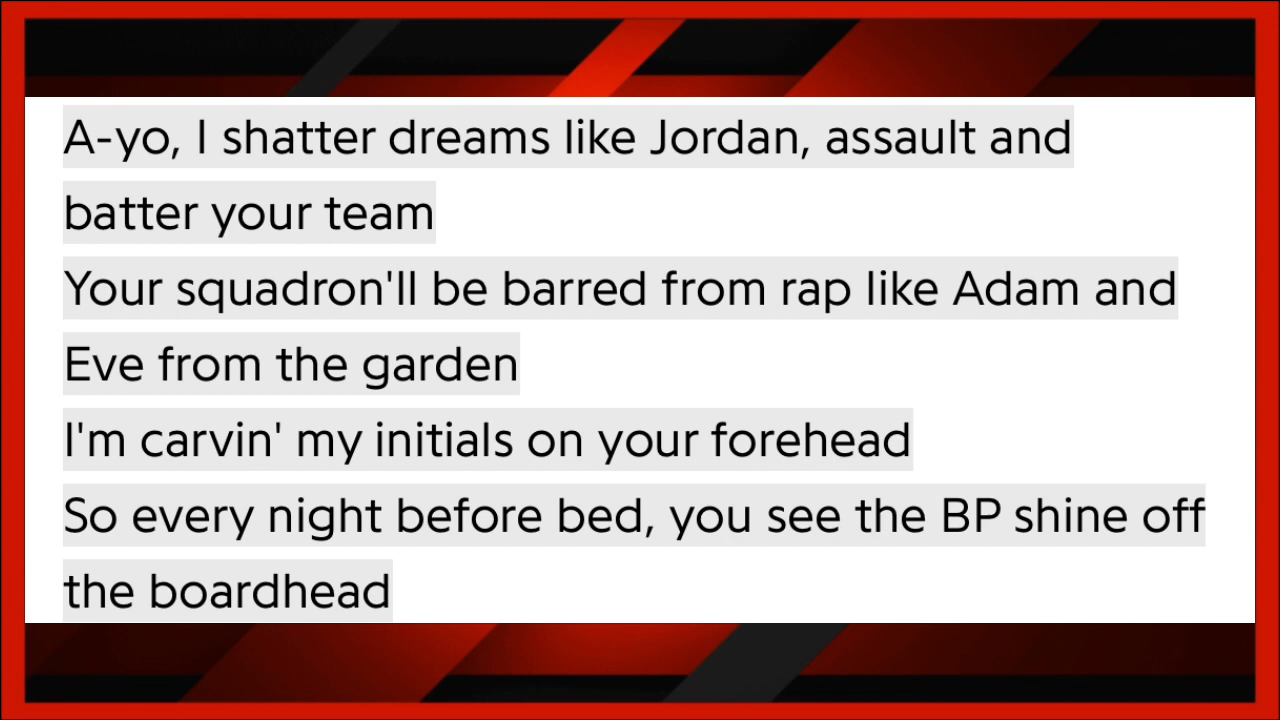 A-yo, I shatter dreams like Jordan, assault and
batter your team
Your squadron'll be barred from rap like Adam and
Eve from the garden
I'm carvin' my initials on your forehead
So every night before bed, you see the BP shine off
the boardhead